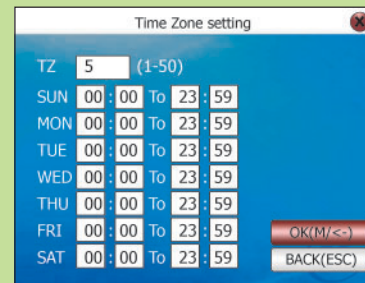 Time Zone setting
TZ 5 (1-50)
SUN 00 : 00 To 23 : 59
MON 00 : 00 To 23 : 59
TUE 00 : 00 To 23 : 59
WED 00 : 00 To 23 : 59
THU 00 : 00 To 23 : 59
FRI 00 : 00 To 23 : 59
SAT 00 : 00 To 23 : 59
OK(M/<-)
BACK(ESC)